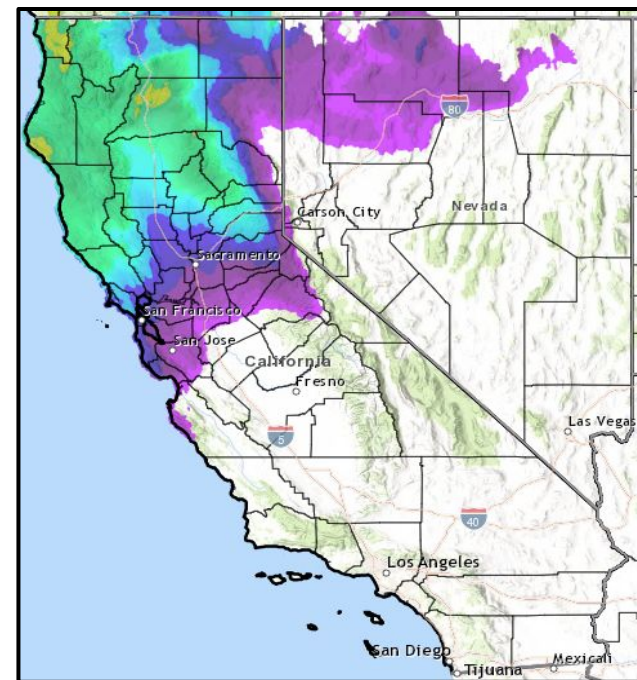 80
Carson City
Nevada
Sacramento
San Francisco
San Jose
California
Fresno
5
Las Vegas
40
Los Angeles
San Diego
Tijuana
Mexicali